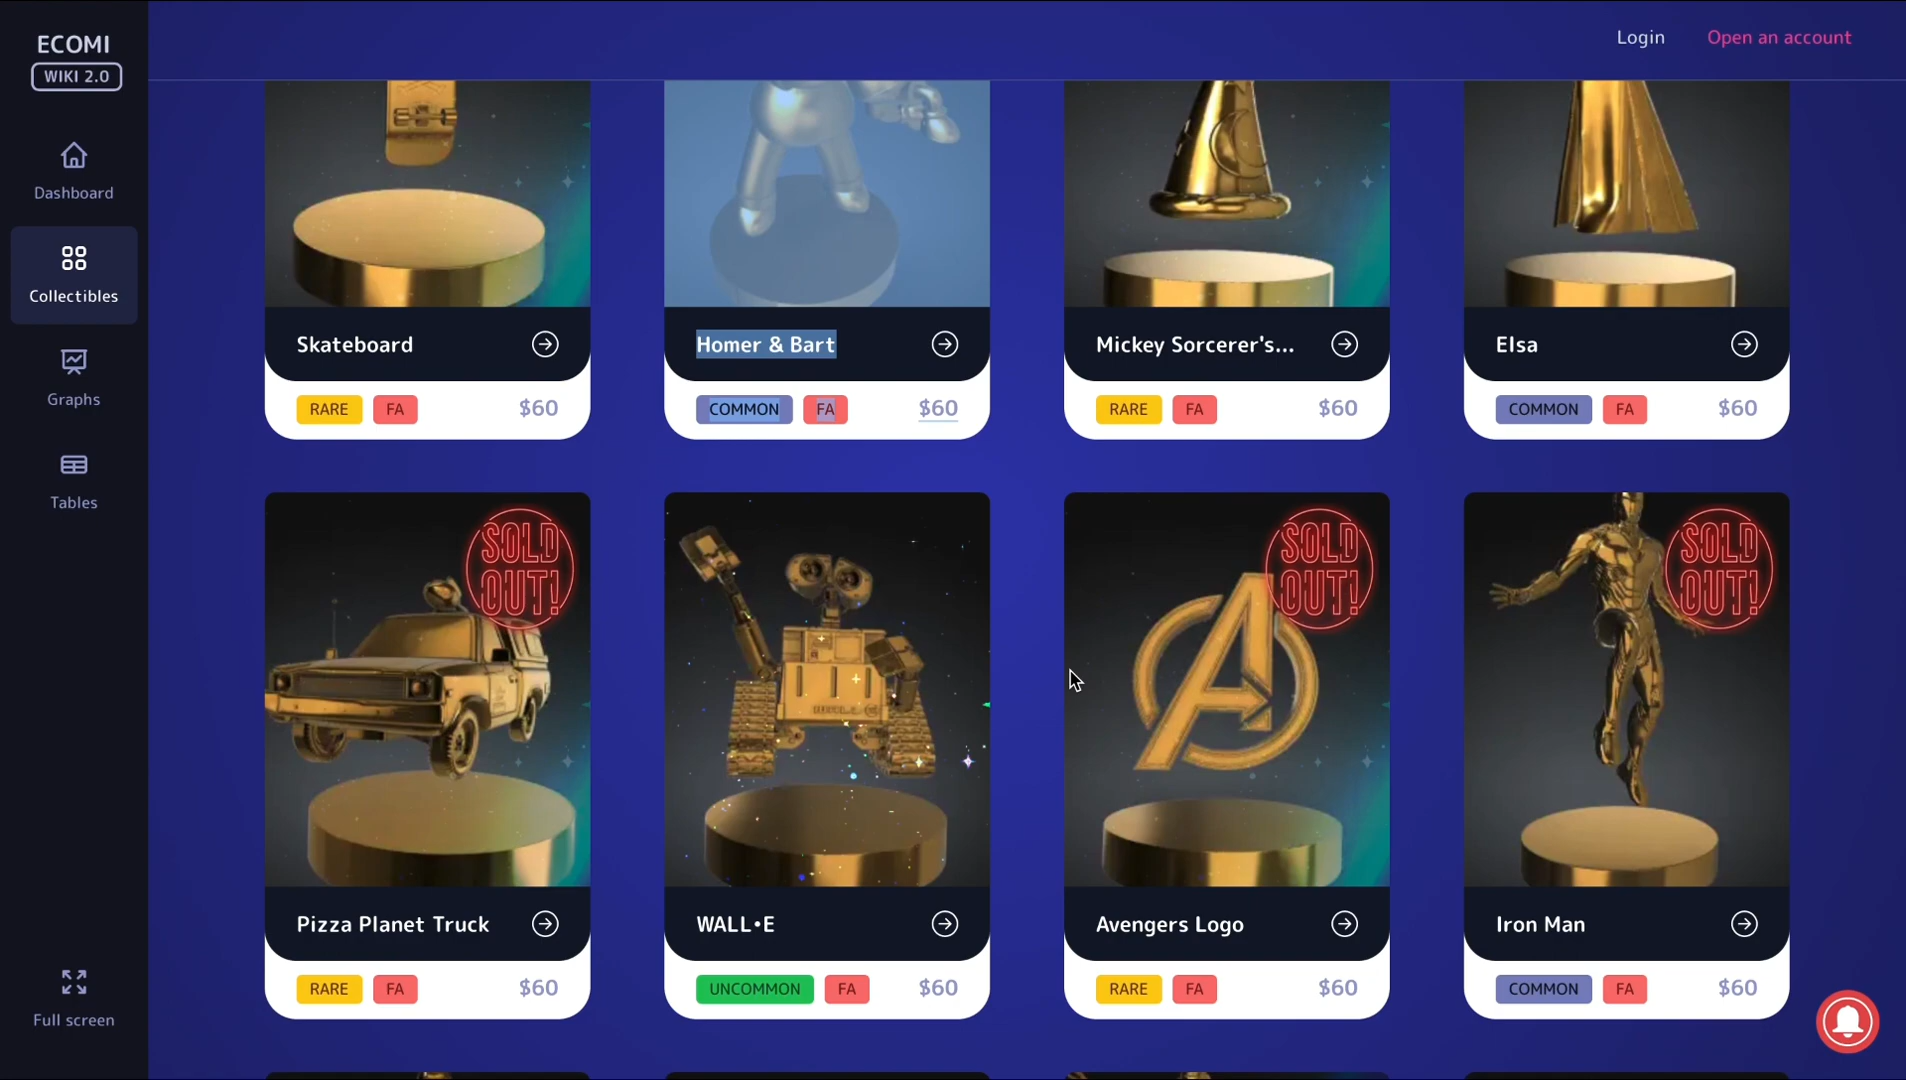 ECOMI
WIKI 2.0
Login
Open an account
Dashboard
Collectibles
Graphs
Tables
Full screen
Skateboard
RARE FA $60
Homer & Bart
COMMON FA $60
Mickey Sorcerer's...
RARE FA $60
Elsa
COMMON FA $60
SOLD
OUT!
Pizza Planet Truck
RARE FA $60
WALL•E
UNCOMMON FA $60
SOLD
OUT!
Avengers Logo
RARE FA $60
SOLD
OUT!
Iron Man
COMMON FA $60